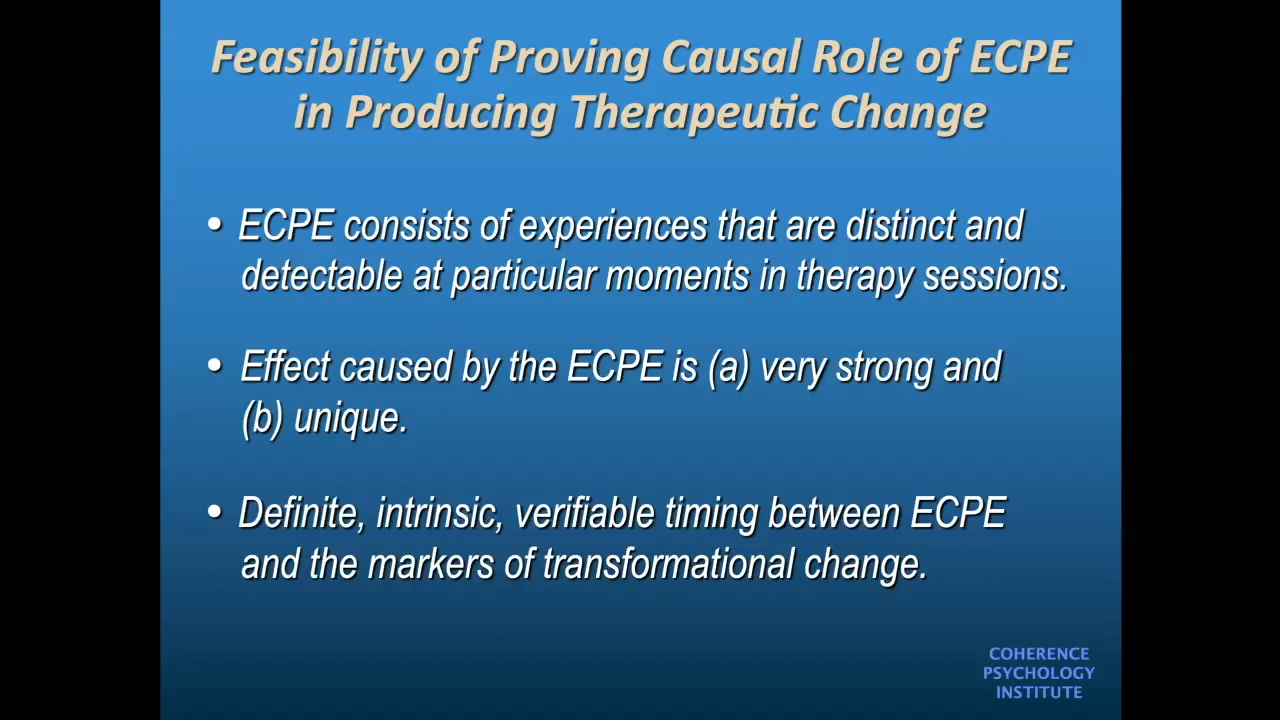 Feasibility of Proving Causal Role of ECPE
in Producing Therapeutic Change
• ECPE consists of experiences that are distinct and
detectable at particular moments in therapy sessions.
• Effect caused by the ECPE is (a) very strong and
(b) unique.
• Definite, intrinsic, verifiable timing between ECPE
and the markers of transformational change.
COHERENCE
PSYCHOLOGY
INSTITUTE